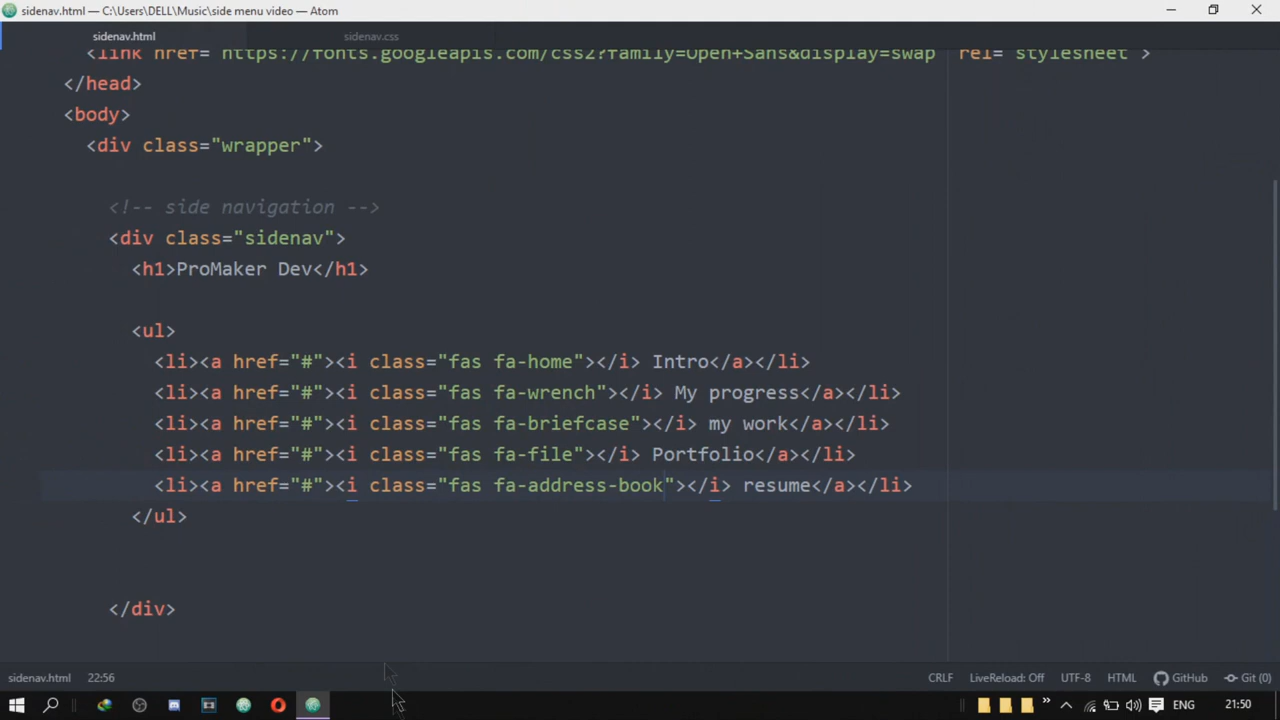 sidenav.html — C:\Users\DELL\Music\side menu video — Atom
sidenav.html sidenav.css
<link href="https://fonts.googleapis.com/css2?family=Open+Sans&display=swap" rel="stylesheet">
</head>
<body>
<div class="wrapper">
<!-- side navigation -->
<div class="sidenav">
<h1>ProMaker Dev</h1>
<ul>
<li><a href="#"><i class="fas fa-home"></i> Intro</a></li>
<li><a href="#"><i class="fas fa-wrench"></i> My progress</a></li>
<li><a href="#"><i class="fas fa-briefcase"></i> my work</a></li>
<li><a href="#"><i class="fas fa-file"></i> Portfolio</a></li>
<li><a href="#"><i class="fas fa-address-book"></i> resume</a></li>
</ul>
</div>
sidenav.html 22:56 CRLF LiveReload: Off UTF-8 HTML GitHub Git (0)
ENG 21:50